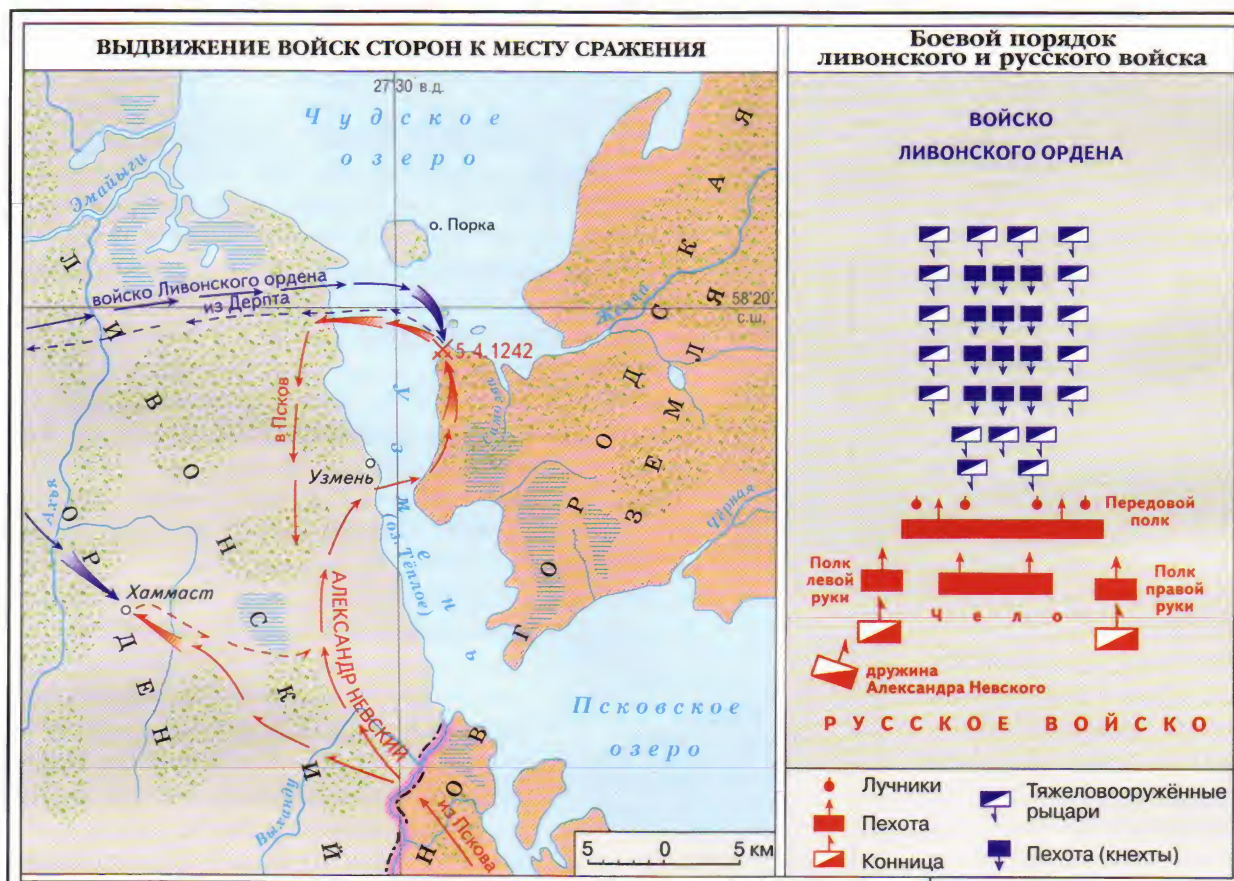 ВЫДВИЖЕНИЕ ВОЙСК СТОРОН К МЕСТУ СРАЖЕНИЯ
27°30 в.д.
Чудское
озеро
Эмайыги
о. Порка
войско Ливонского ордена
из Дерпта
58°20
с.ш.
Желча
5.4.1242
в Псков
Самолва
Узмень
УЗМЕНЬ
(оз. Тёплое)
Ахья
Чёрная
Хаммаст
АЛЕКСАНДР НЕВСКИЙ
Псковское
озеро
Выханду
из Пскова
ЛИВОНСКИЙ
ОРДЕН
НОВГОРОДСКАЯ
ЗЕМЛЯ
5 0 5 км
Боевой порядок
ливонского и русского войска
ВОЙСКО
ЛИВОНСКОГО ОРДЕНА
Передовой
полк
Полк
левой
руки
Полк
правой
руки
Чело
дружина
Александра Невского
РУССКОЕ ВОЙСКО
Лучники
Пехота
Конница
Тяжеловооружённые
рыцари
Пехота (кнехты)